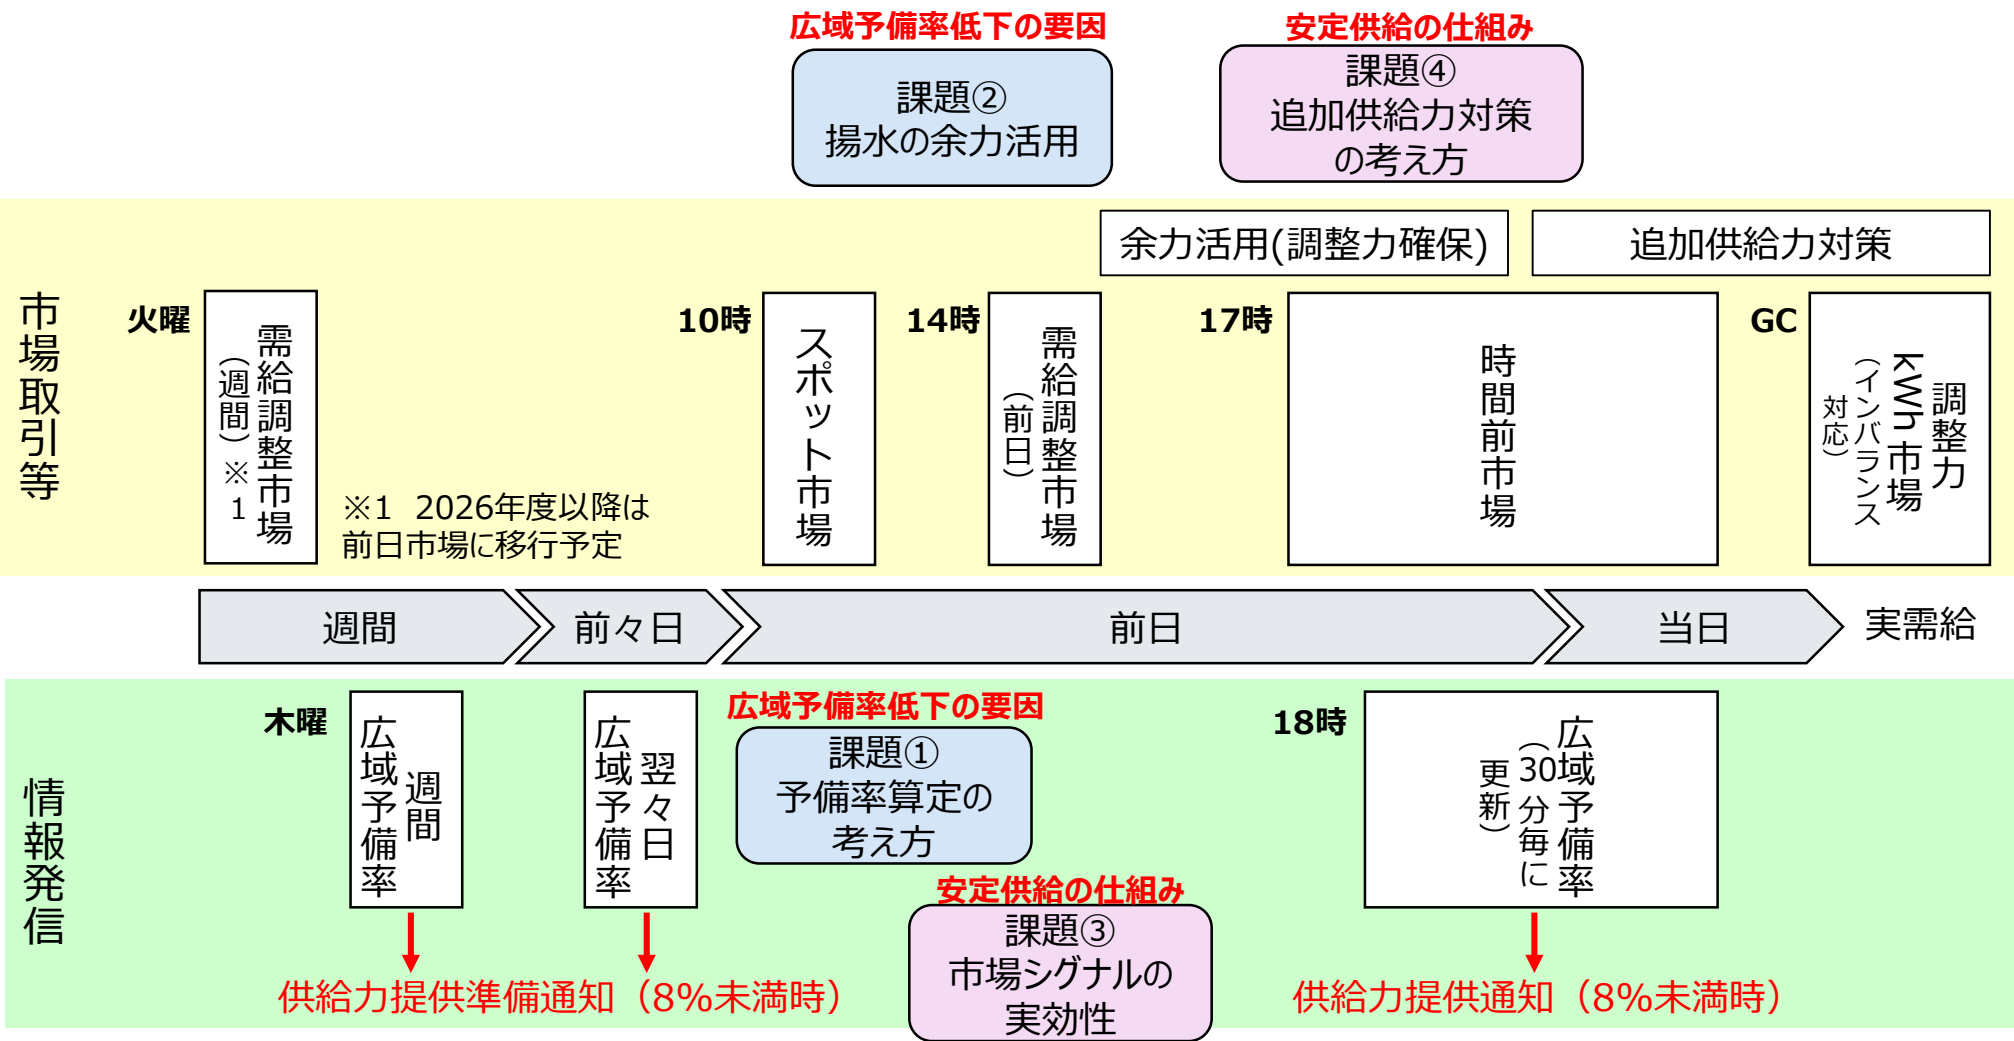 広域予備率低下の要因
課題②
揚水の余力活用
安定供給の仕組み
課題④
追加供給力対策
の考え方
市場取引等
余力活用(調整力確保)
追加供給力対策
火曜
需給調整市場
（週間）※1
※1 2026年度以降は
前日市場に移行予定
10時
スポット市場
14時
需給調整市場
（前日）
17時
時間前市場
GC
調整力
kWh市場
（インバランス
対応）
週間
前々日
前日
当日
実需給
情報発信
木曜
週間
広域予備率
翌々日
広域予備率
広域予備率低下の要因
課題①
予備率算定の
考え方
安定供給の仕組み
課題③
市場シグナルの
実効性
18時
広域予備率
（30分毎に
更新）
供給力提供準備通知（8%未満時）
供給力提供通知（8%未満時）